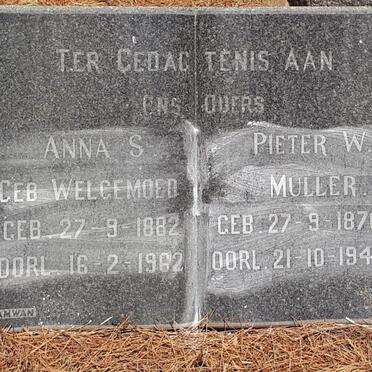 TER GEDAGTENIS AAN
ONS OUERS
ANNA S.
GEB WELGEMOED
GEB. 27-9-1882
OORL. 16-2-1962
PIETER W.
MULLER.
GEB. 27-9-187
OORL. 21-10-194